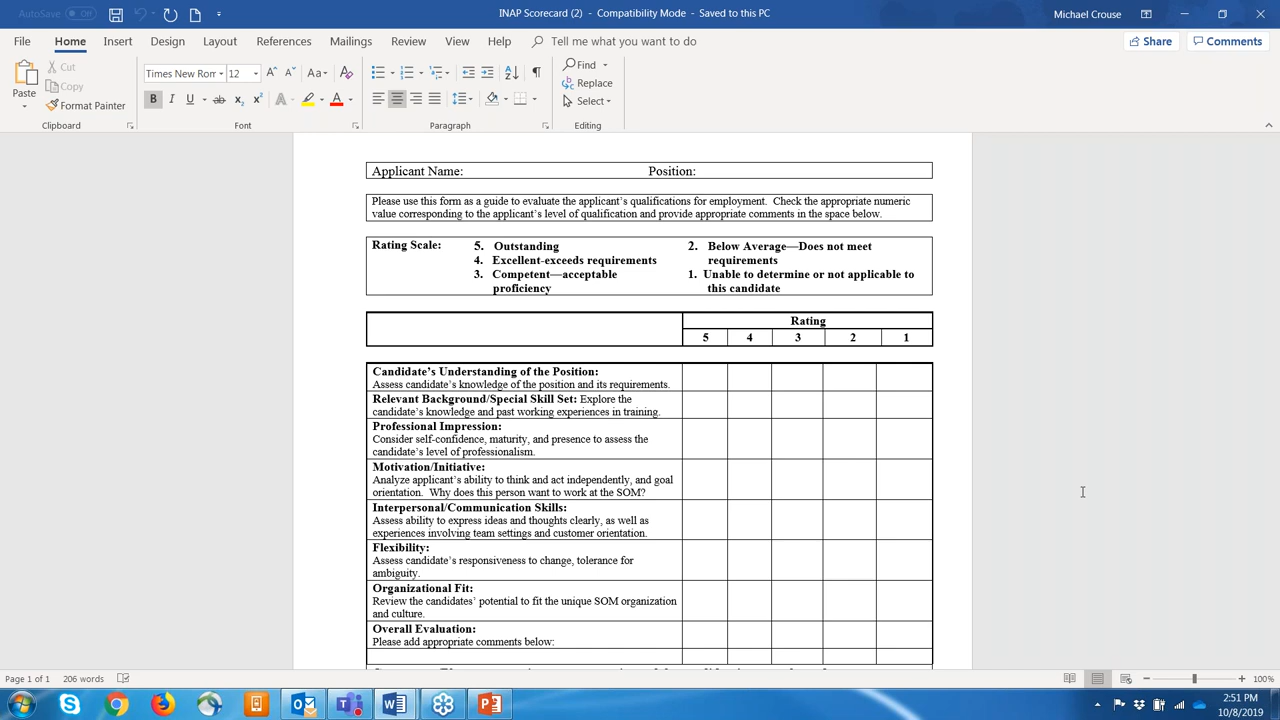 AutoSave Off
INAP Scorecard (2) - Compatibility Mode - Saved to this PC
Michael Crouse
File Home Insert Design Layout References Mailings Review View Help Tell me what you want to do
Share Comments
Paste
Cut
Copy
Format Painter
Clipboard
Times New Rom 12
Font
Paragraph
Find
Replace
Select
Editing
Applicant Name: Position:
Please use this form as a guide to evaluate the applicant's qualifications for employment. Check the appropriate numeric
value corresponding to the applicant's level of qualification and provide appropriate comments in the space below.
Rating Scale: 5. Outstanding 2. Below Average—Does not meet
4. Excellent-exceeds requirements requirements
3. Competent—acceptable 1. Unable to determine or not applicable to
proficiency this candidate
Rating
5 4 3 2 1
Candidate's Understanding of the Position:
Assess candidate's knowledge of the position and its requirements.
Relevant Background/Special Skill Set: Explore the
candidate's knowledge and past working experiences in training.
Professional Impression:
Consider self-confidence, maturity, and presence to assess the
candidate's level of professionalism.
Motivation/Initiative:
Analyze applicant's ability to think and act independently, and goal
orientation. Why does this person want to work at the SOM?
Interpersonal/Communication Skills:
Assess ability to express ideas and thoughts clearly, as well as
experiences involving team settings and customer orientation.
Flexibility:
Assess candidate's responsiveness to change, tolerance for
ambiguity.
Organizational Fit:
Review the candidates' potential to fit the unique SOM organization
and culture.
Overall Evaluation:
Please add appropriate comments below:
Page 1 of 1 206 words
100%
2:51 PM
10/8/2019